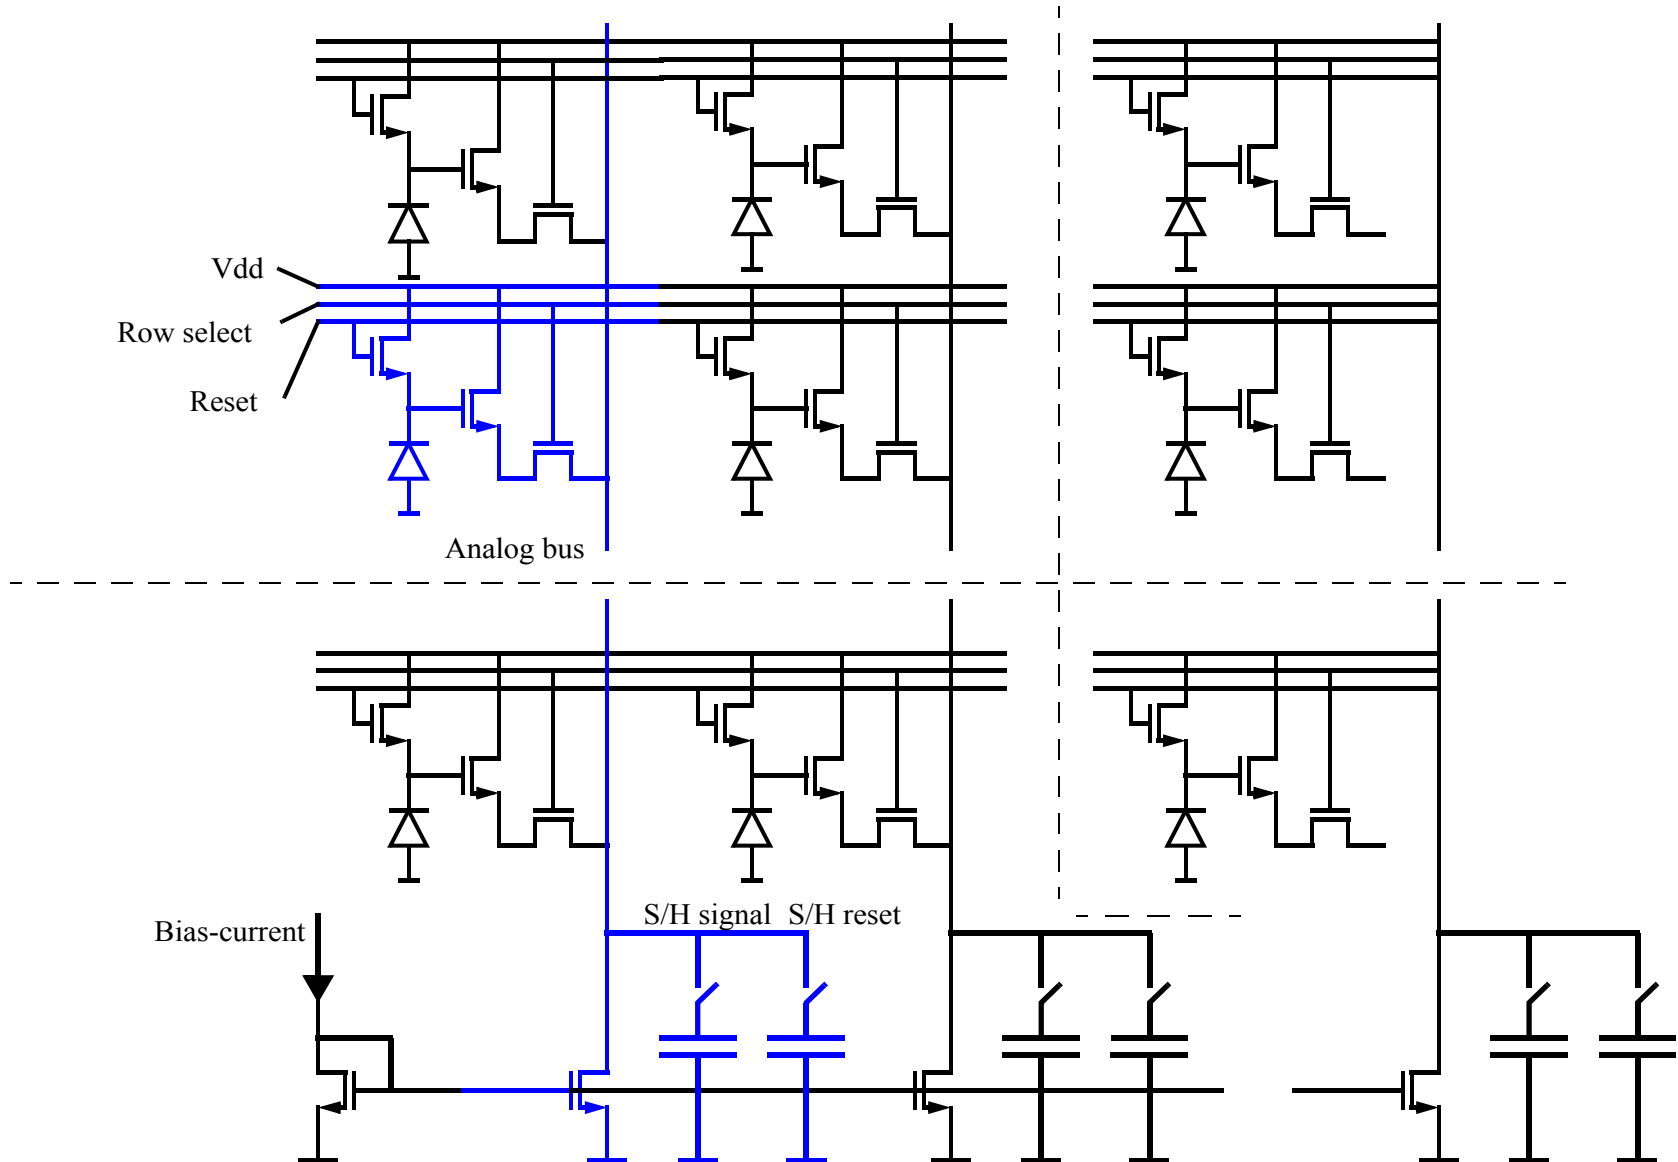 Vdd
Row select
Reset
Analog bus
S/H signal S/H reset
Bias-current